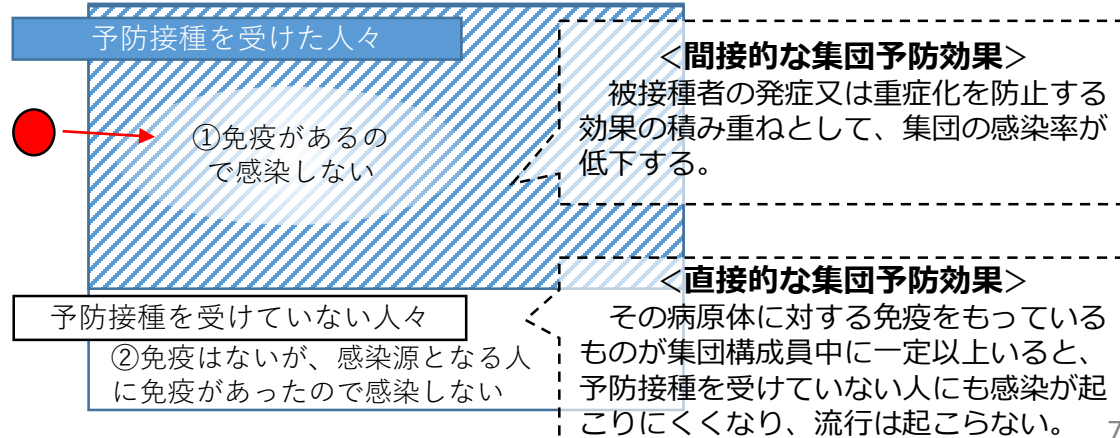 予防接種を受けた人々
①免疫があるの
で感染しない
＜間接的な集団予防効果＞
被接種者の発症又は重症化を防止する
効果の積み重ねとして、集団の感染率が
低下する。
予防接種を受けていない人々
②免疫はないが、感染源となる人
に免疫があったので感染しない
＜直接的な集団予防効果＞
その病原体に対する免疫をもっている
ものが集団構成員中に一定以上いると、
予防接種を受けていない人にも感染が起
こりにくくなり、流行は起こらない。
7